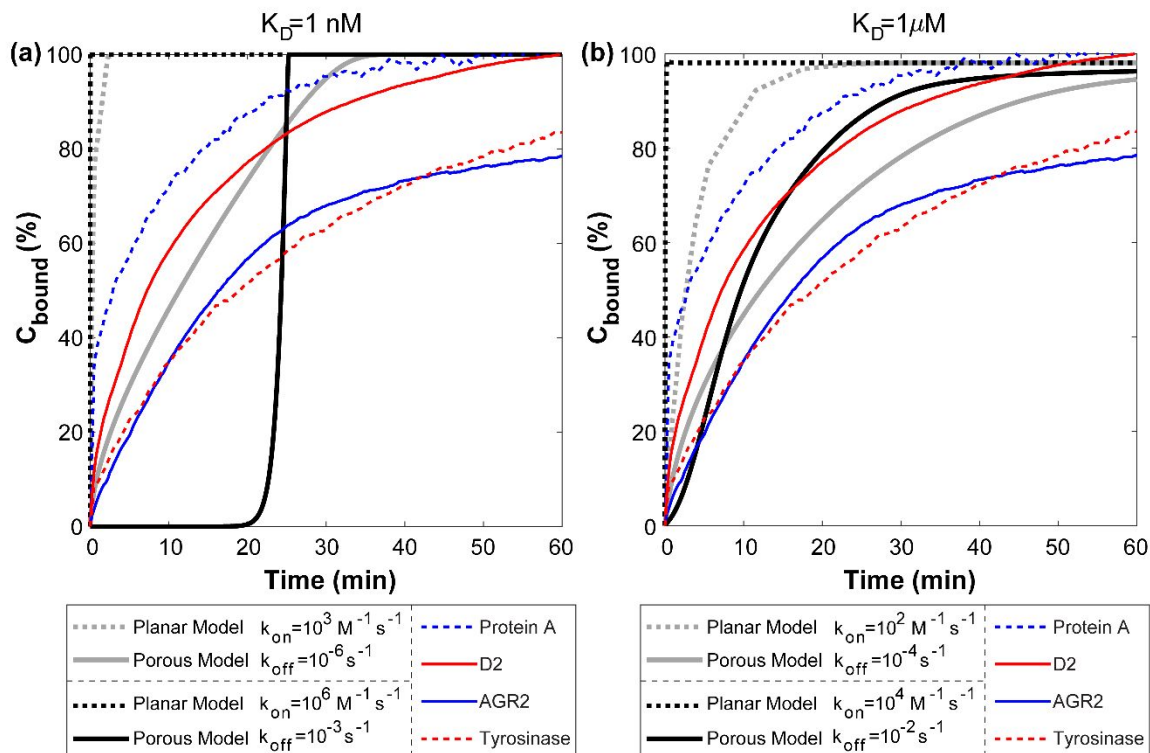 K_D=1 nM
K_D=1μM
(a)
(b)
C_bound (%)
100
80
60
40
20
0
0 10 20 30 40 50 60
Time (min)
C_bound (%)
100
80
60
40
20
0
0 10 20 30 40 50 60
Time (min)
Planar Model k_on=10^3 M^-1 s^-1
Porous Model k_off=10^-6 s^-1
Planar Model k_on=10^6 M^-1 s^-1
Porous Model k_off=10^-3 s^-1
Protein A
D2
AGR2
Tyrosinase
Planar Model k_on=10^2 M^-1 s^-1
Porous Model k_off=10^-4 s^-1
Planar Model k_on=10^4 M^-1 s^-1
Porous Model k_off=10^-2 s^-1
Protein A
D2
AGR2
Tyrosinase